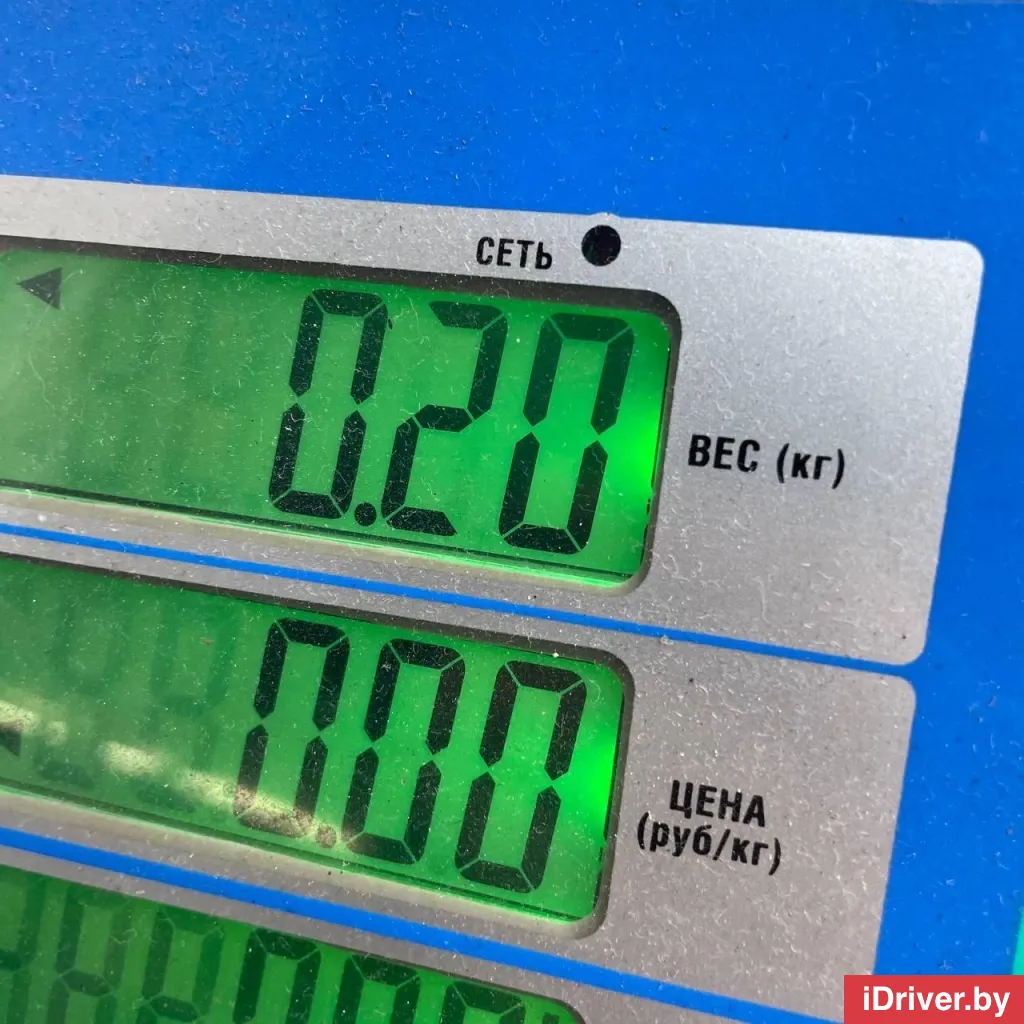 СЕТЬ
0.20
ВЕС (кг)
0.00
ЦЕНА
(руб/кг)
iDriver.by